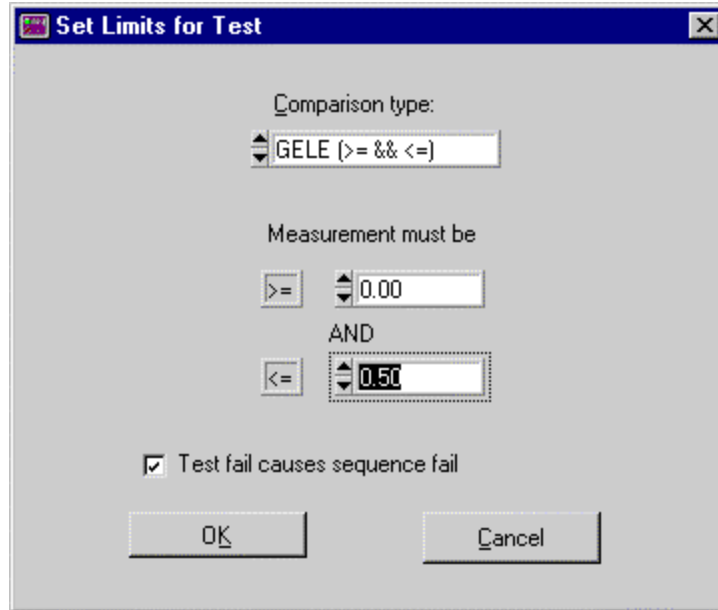 Set Limits for Test
Comparison type:
GELE (>= && <=)
Measurement must be
>= 0.00
AND
<= 0.50
Test fail causes sequence fail
OK Cancel